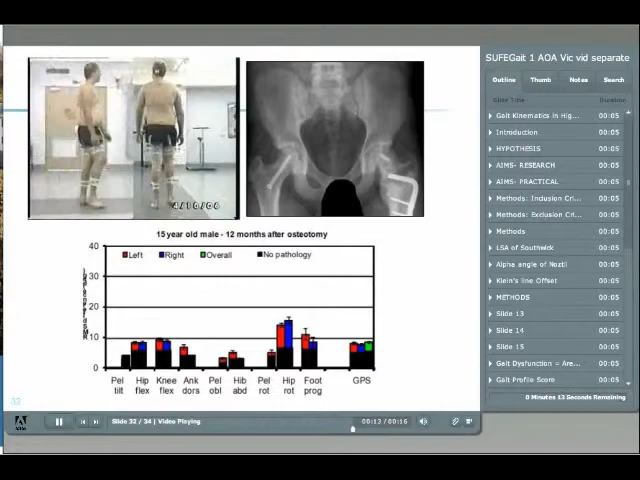 SUFEGait 1 AOA Vic vid separate
Outline Thumb Notes Search
Slide Title Duration
Gait Kinematics in Hig... 00:05
Introduction 00:05
HYPOTHESIS 00:05
AIMS- RESEARCH 00:05
AIMS- PRACTICAL 00:05
Methods: Inclusion Cri... 00:05
Methods: Exclusion Cri... 00:05
Methods 00:05
LSA of Southwick 00:05
Alpha angle of Noztli 00:05
Klein's line Offset 00:05
METHODS 00:05
Slide 13 00:05
Slide 14 00:05
Slide 15 00:05
Gait Dysfunction = Are... 00:05
Gait Profile Score 00:05
0 Minutes 13 Seconds Remaining
15 year old male - 12 months after osteotomy
Left Right Overall No pathology
40
30
20
10
0
Pel tilt
Hip flex
Knee flex
Ank dors
Pel obl
Hib abd
Pel rot
Hip rot
Foot prog
GPS
32
Slide 32 / 34 | Video Playing
00:13 / 00:16